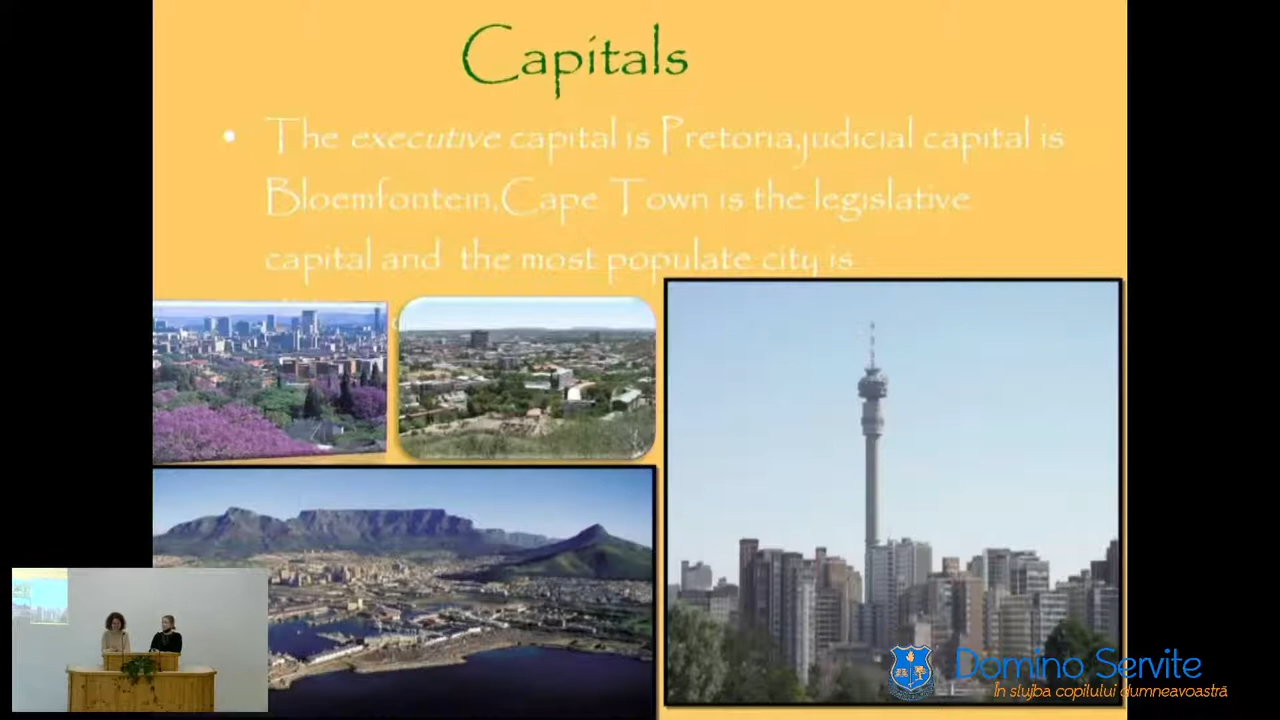 Capitals
• The executive capital is Pretoria,judicial capital is
Bloemfontein,Cape Town is the legislative
capital and the most populate city is
Domino Servite
În slujba copilului dumneavoastră